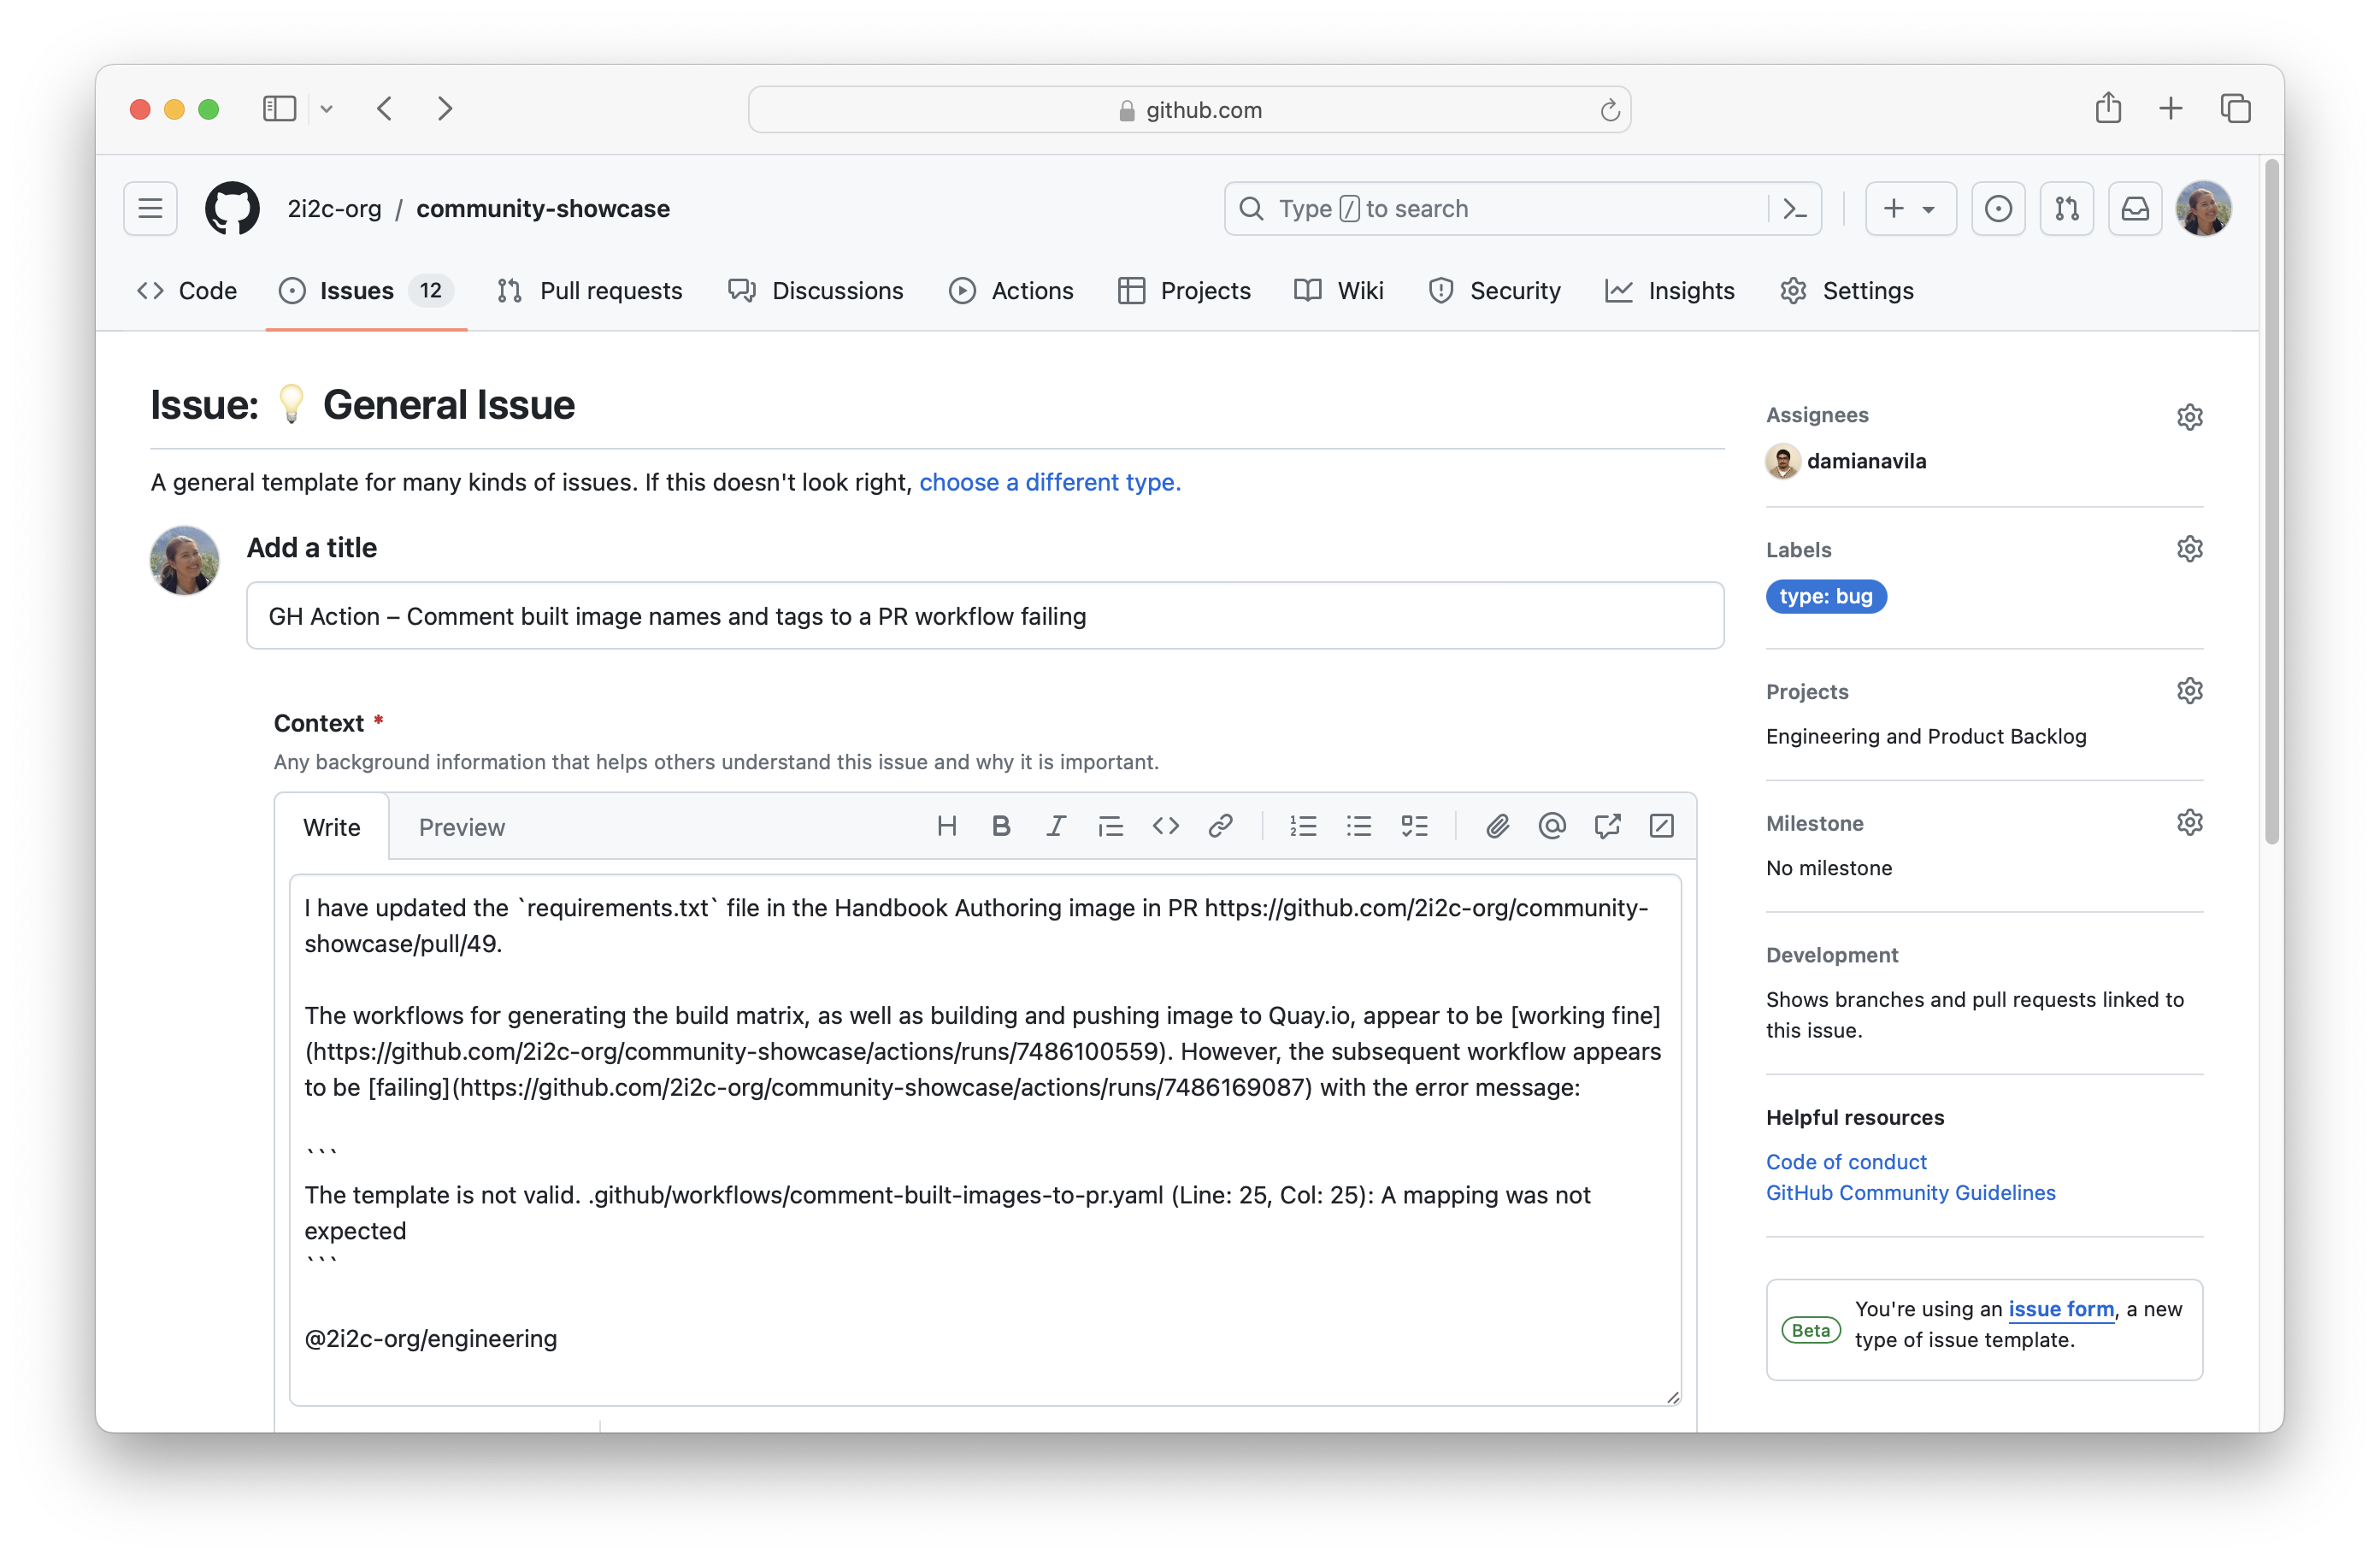 github.com
2i2c-org / community-showcase
Type / to search
Code
Issues 12
Pull requests
Discussions
Actions
Projects
Wiki
Security
Insights
Settings
Issue: 💡 General Issue
A general template for many kinds of issues. If this doesn't look right, choose a different type.
Add a title
GH Action – Comment built image names and tags to a PR workflow failing
Context *
Any background information that helps others understand this issue and why it is important.
Write
Preview
I have updated the `requirements.txt` file in the Handbook Authoring image in PR https://github.com/2i2c-org/community-
showcase/pull/49.
The workflows for generating the build matrix, as well as building and pushing image to Quay.io, appear to be [working fine]
(https://github.com/2i2c-org/community-showcase/actions/runs/7486100559). However, the subsequent workflow appears
to be [failing](https://github.com/2i2c-org/community-showcase/actions/runs/7486169087) with the error message:
```
The template is not valid. .github/workflows/comment-built-images-to-pr.yaml (Line: 25, Col: 25): A mapping was not
expected
```
@2i2c-org/engineering
Assignees
damianavila
Labels
type: bug
Projects
Engineering and Product Backlog
Milestone
No milestone
Development
Shows branches and pull requests linked to
this issue.
Helpful resources
Code of conduct
GitHub Community Guidelines
Beta
You're using an issue form, a new
type of issue template.